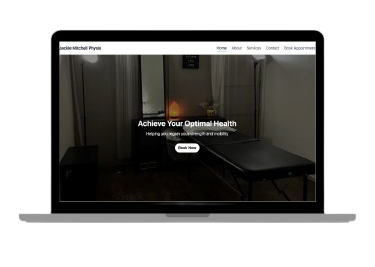 Jackie Mitchell Physio
Home About Services Contact Book Appointment
Achieve Your Optimal Health
Helping you regain your strength and mobility
Book Now